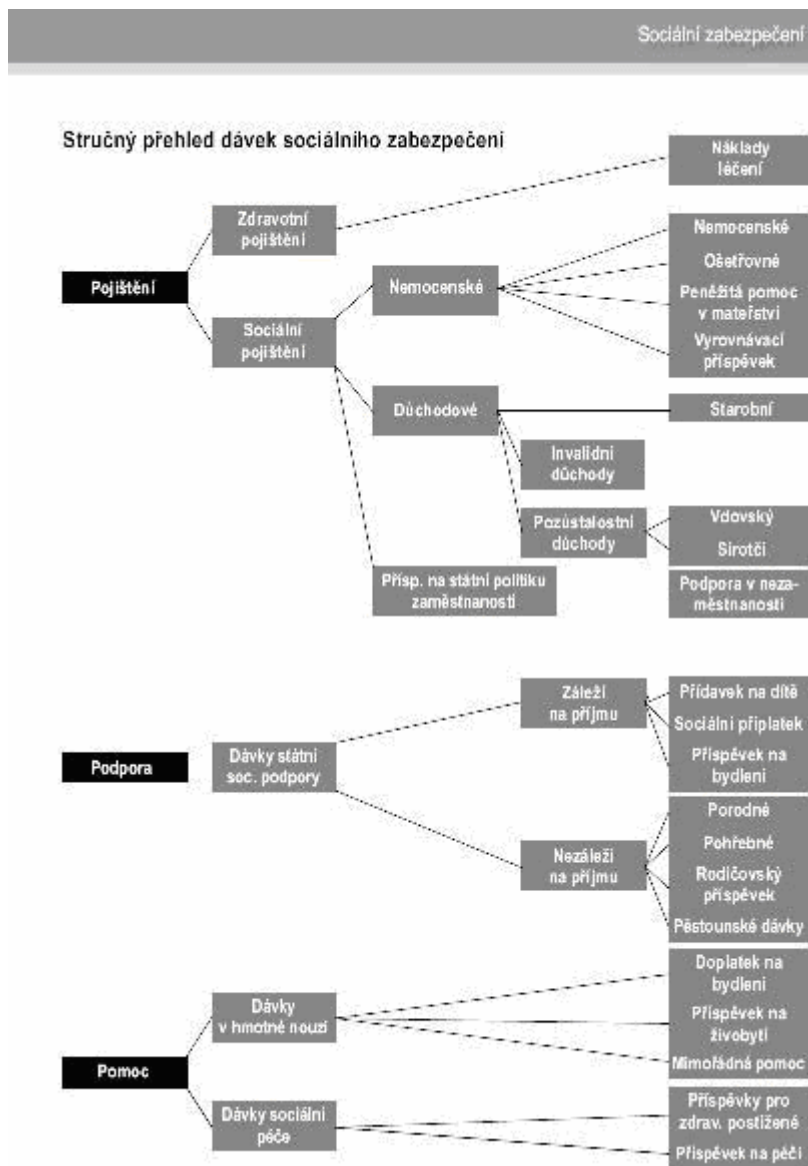 Sociální zabezpečení
Stručný přehled dávek sociálního zabezpečení
Náklady
léčení
Zdravotní
pojištění
Pojištění
Sociální
pojištění
Nemocenské
Nemocenské
Ošetřovné
Peněžitá pomoc
v mateřství
Vyrovnávací
příspěvek
Důchodové
Starobní
Invalidní
důchody
Pozůstalostní
důchody
Vdovský
Sirotčí
Přísp. na státní politiku
zaměstnanosti
Podpora v neza-
městnanosti
Podpora
Dávky státní
soc. podpory
Záleží
na příjmu
Přídavek na dítě
Sociální příplatek
Příspěvek na
bydlení
Nezáleží
na příjmu
Porodné
Pohřebné
Rodičovský
příspěvek
Pěstounské dávky
Pomoc
Dávky
v hmotné nouzi
Doplatek na
bydlení
Příspěvek na
živobytí
Mimořádná pomoc
Dávky sociální
péče
Příspěvky pro
zdrav. postižené
Příspěvek na péči